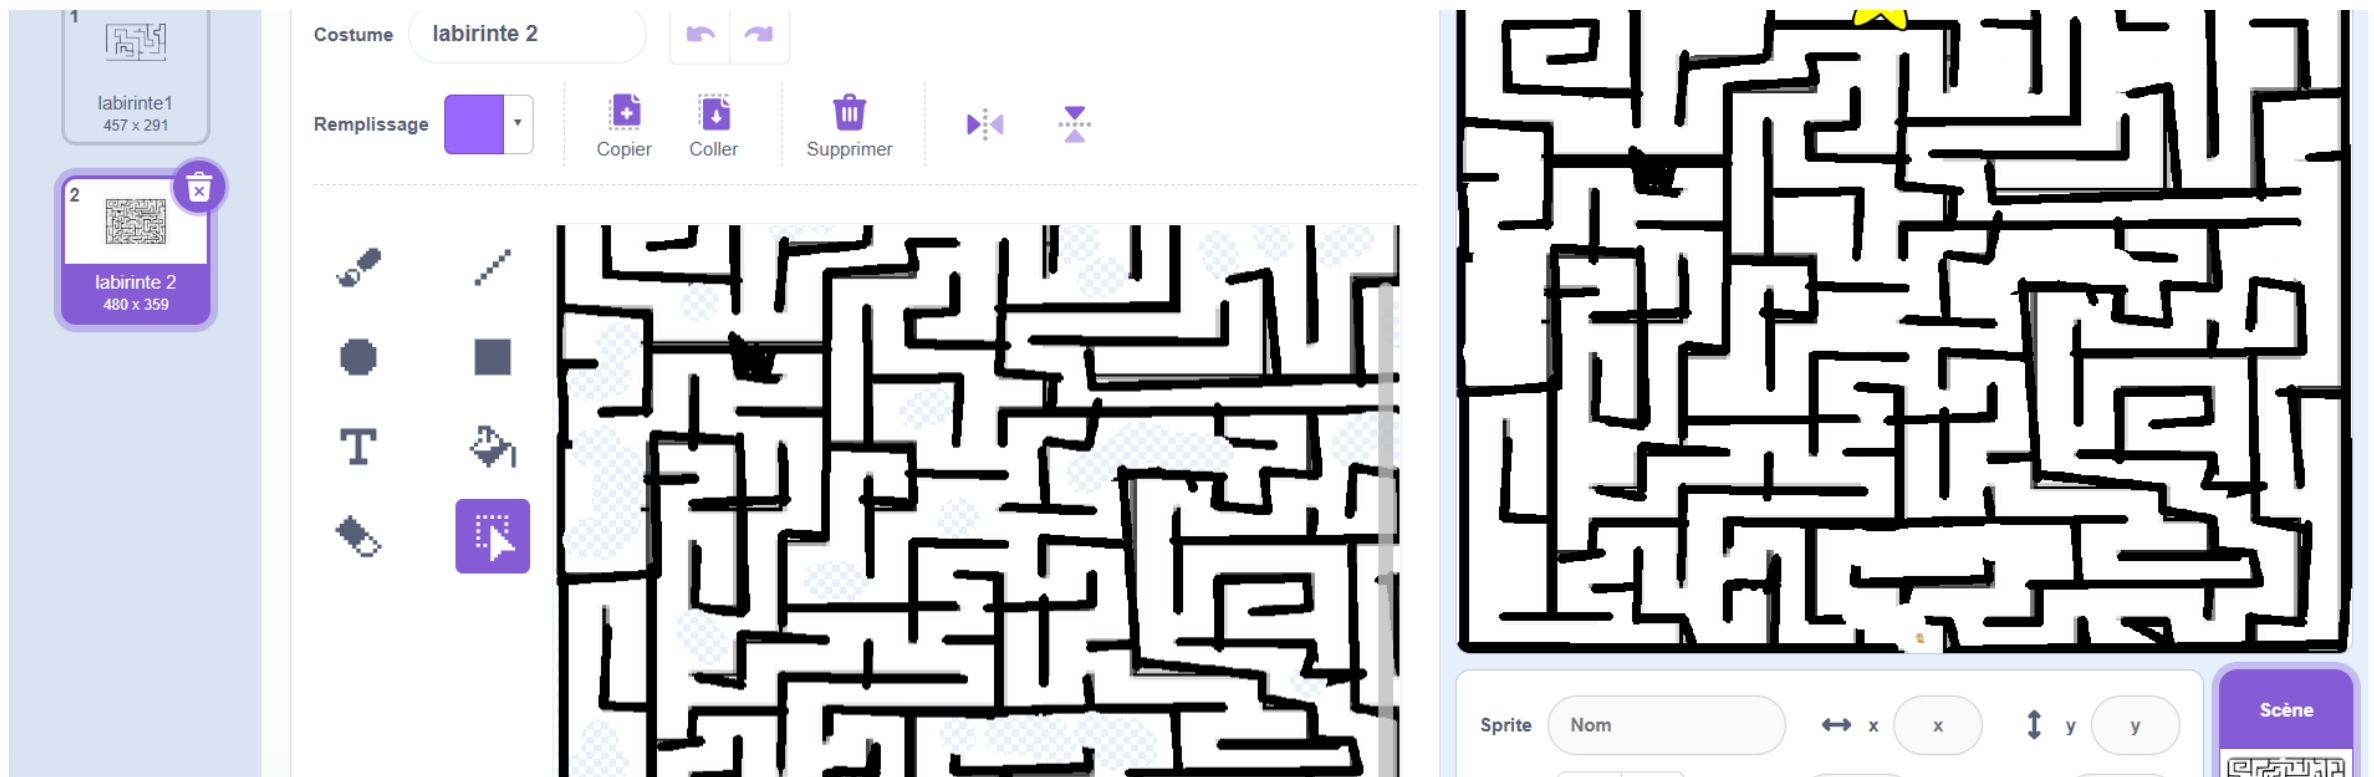 1
labirinte1
457 x 291
2
labirinte 2
480 x 359
Costume
labirinte 2
Remplissage
Copier
Coller
Supprimer
T
Sprite
Nom
x
x
y
y
Scène